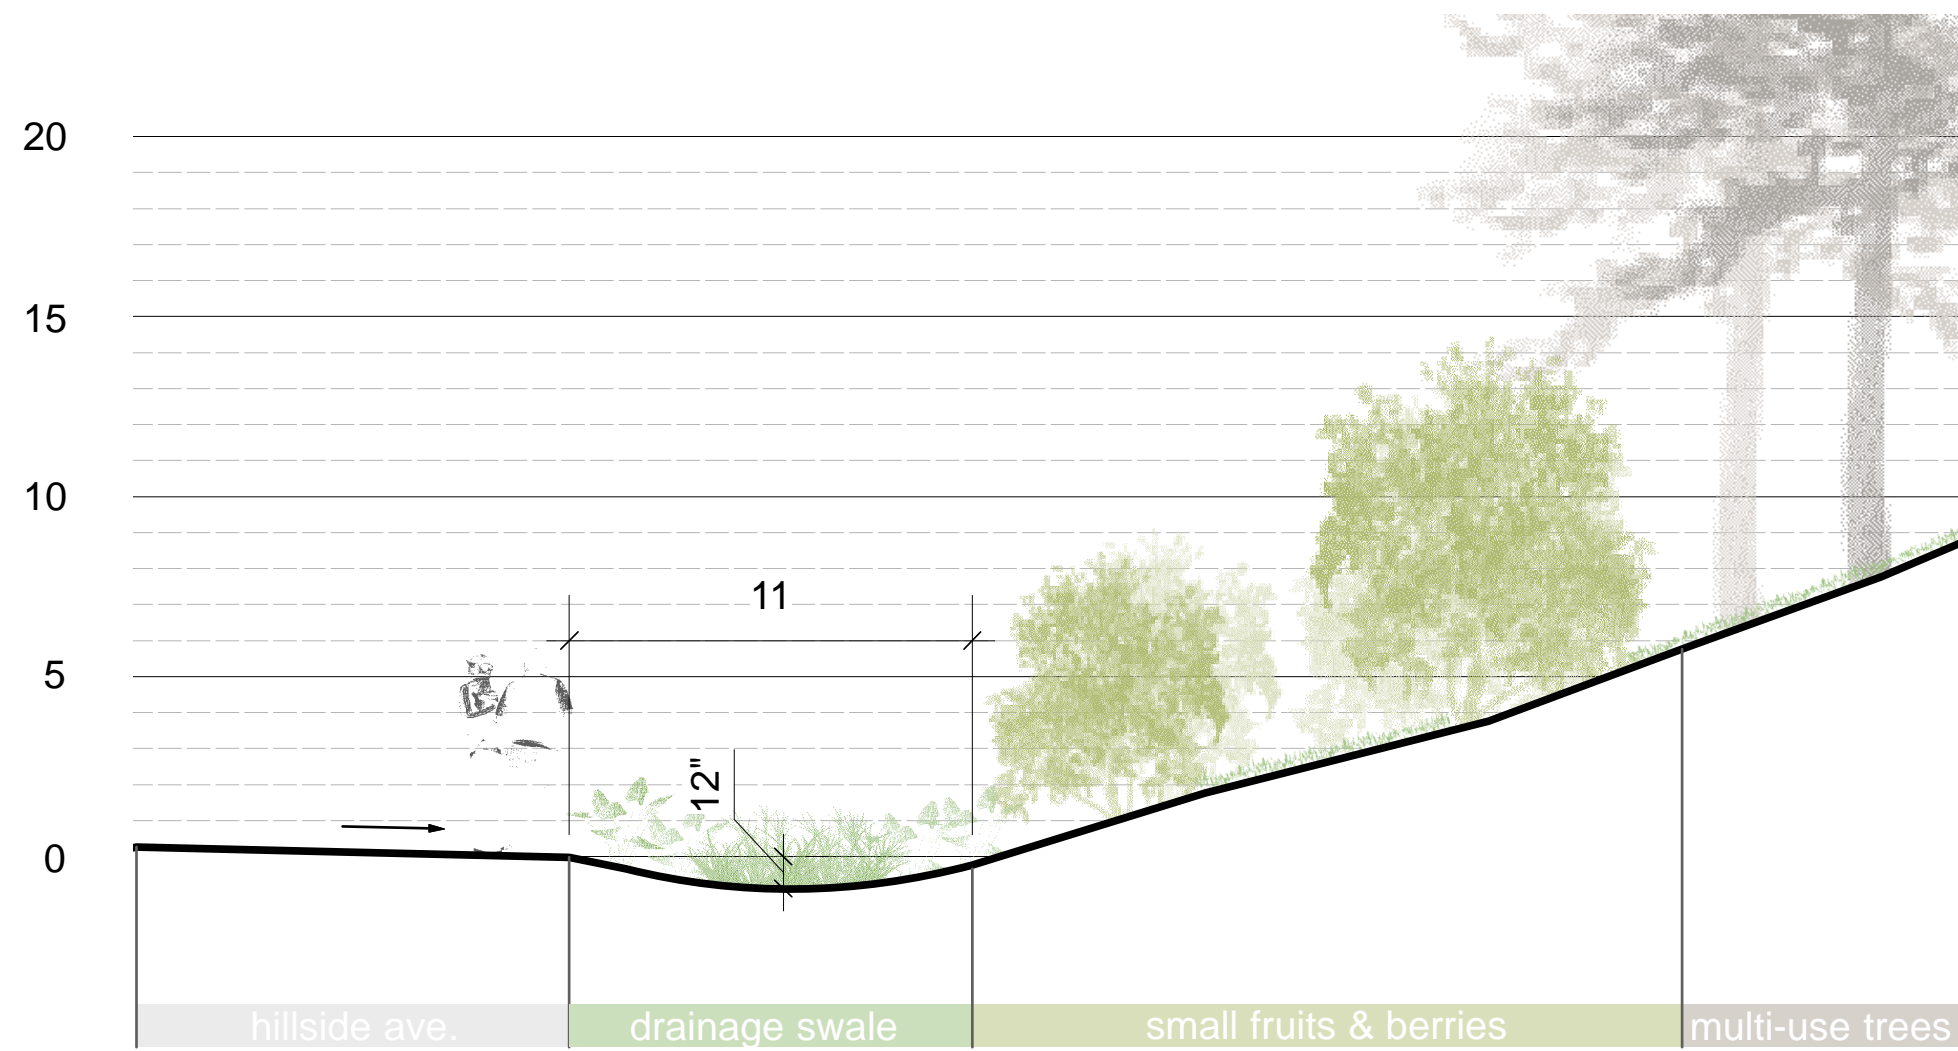 20
15
10
5
0
11
12"
hillside ave.
drainage swale
small fruits & berries
multi-use trees